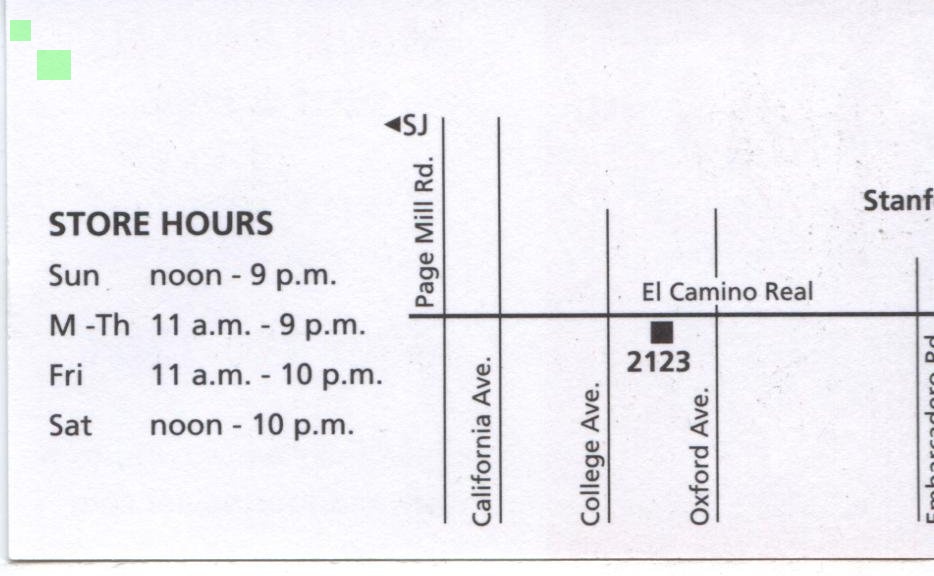 STORE HOURS
Sun noon - 9 p.m.
M -Th 11 a.m. - 9 p.m.
Fri 11 a.m. - 10 p.m.
Sat noon - 10 p.m.
◄SJ
Page Mill Rd.
California Ave.
College Ave.
El Camino Real
2123
Oxford Ave.
Stanf
Embarcadero Rd